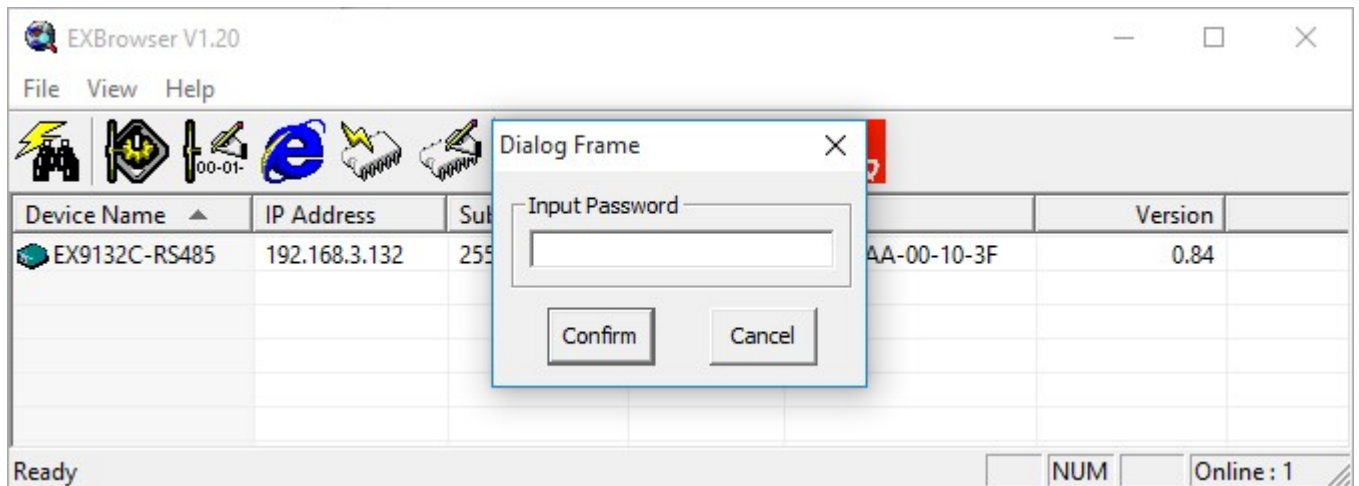 EXBrowser V1.20
File View Help
00-01-
Dialog Frame
Input Password
Confirm Cancel
Device Name IP Address Sub Version
EX9132C-RS485 192.168.3.132 255 AA-00-10-3F 0.84
Ready NUM Online : 1